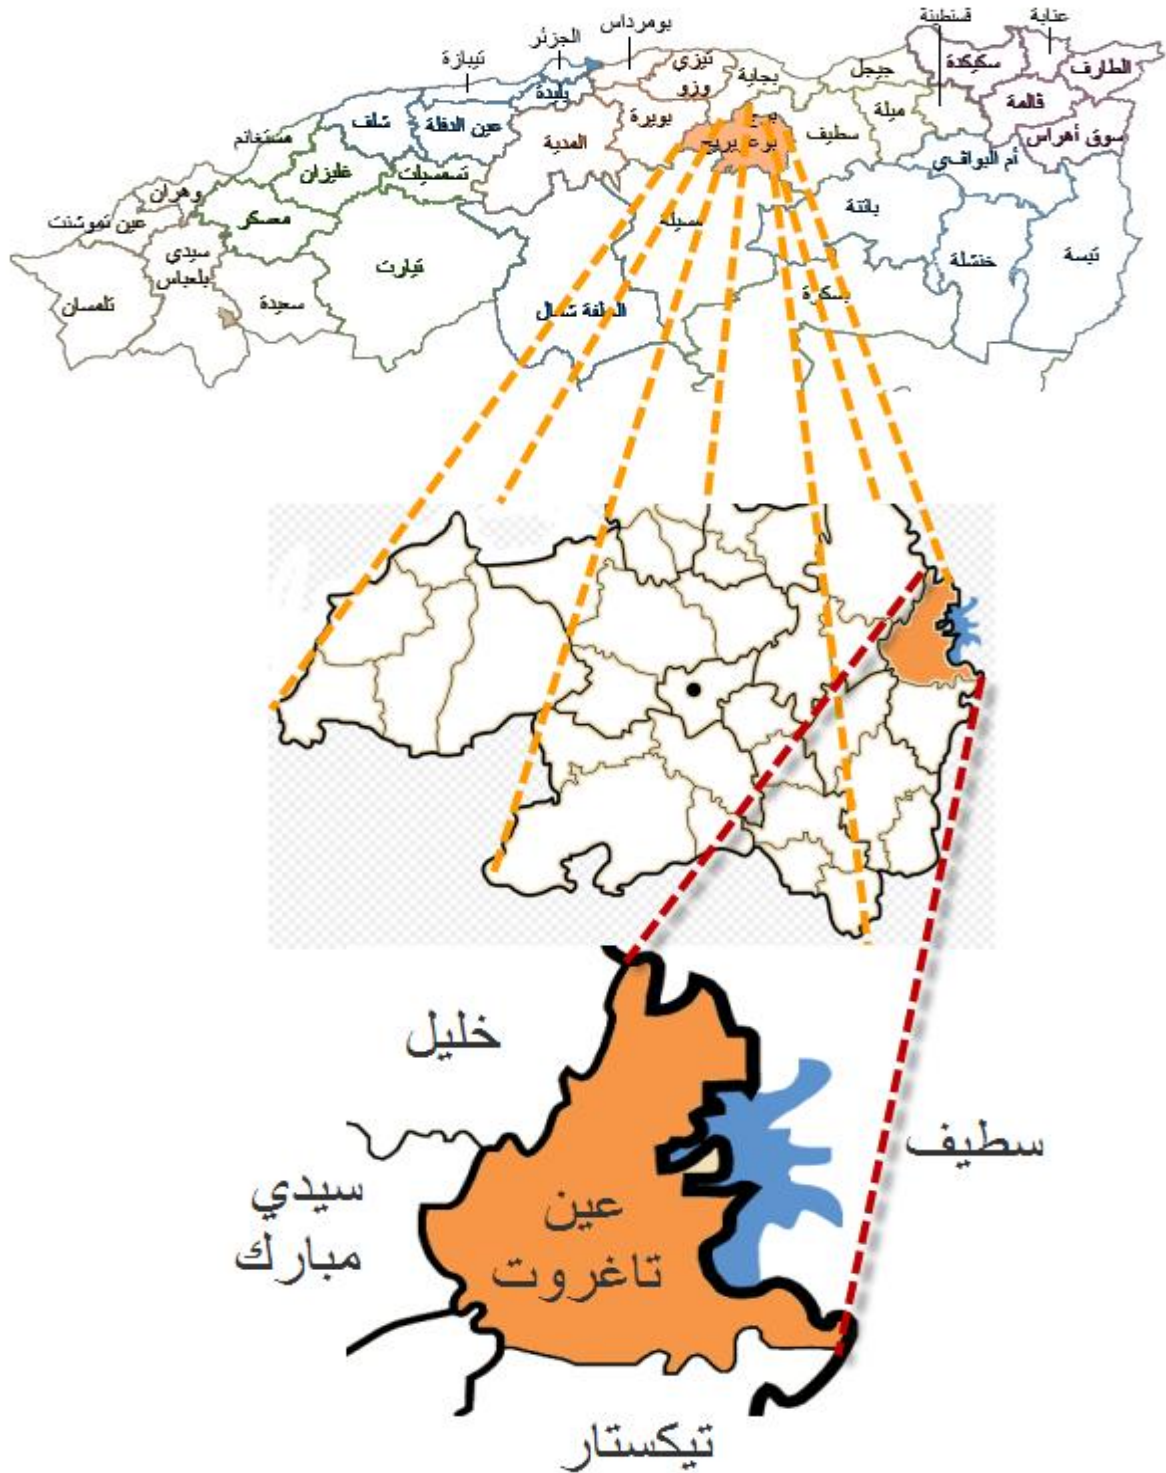 عنابة
قسنطينة
بومرداس
الجزئر
تيبازة
الطارف
سكيكدة
جيجل
بجاية
تيزي
وزو
بليدة
قالمة
ميلة
سطيف
برج
بوعريريج
بويرة
المدية
عين الدفلة
شلف
مستغانم
سوق أهراس
أم البواقي
تسمسيلت
غليزان
وهران
عين تموشنت
معسكر
باتنة
مسيلة
تبسة
خنشلة
تيارت
سيدي
بلعباس
سعيدة
تلمسان
بسكرة
الجلفة شمال
خليل
سطيف
سيدي
مبارك
عين
تاغروت
تيكستار